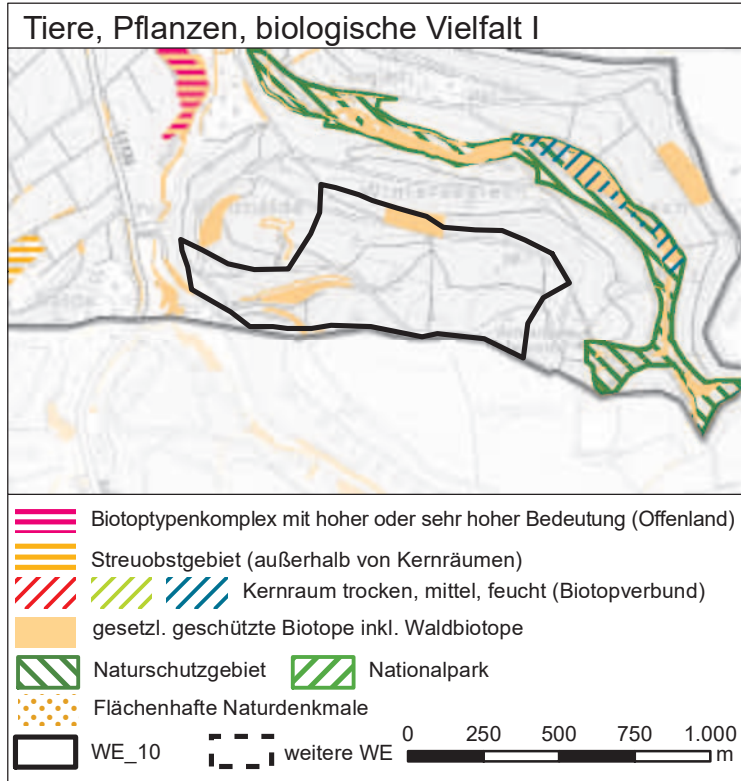 Tiere, Pflanzen, biologische Vielfalt I
Biotoptypenkomplex mit hoher oder sehr hoher Bedeutung (Offenland)
Streuobstgebiet (außerhalb von Kernräumen)
Kernraum trocken, mittel, feucht (Biotopverbund)
gesetzl. geschützte Biotope inkl. Waldbiotope
Naturschutzgebiet Nationalpark
Flächenhafte Naturdenkmale
WE_10 weitere WE 0 250 500 750 1.000
m